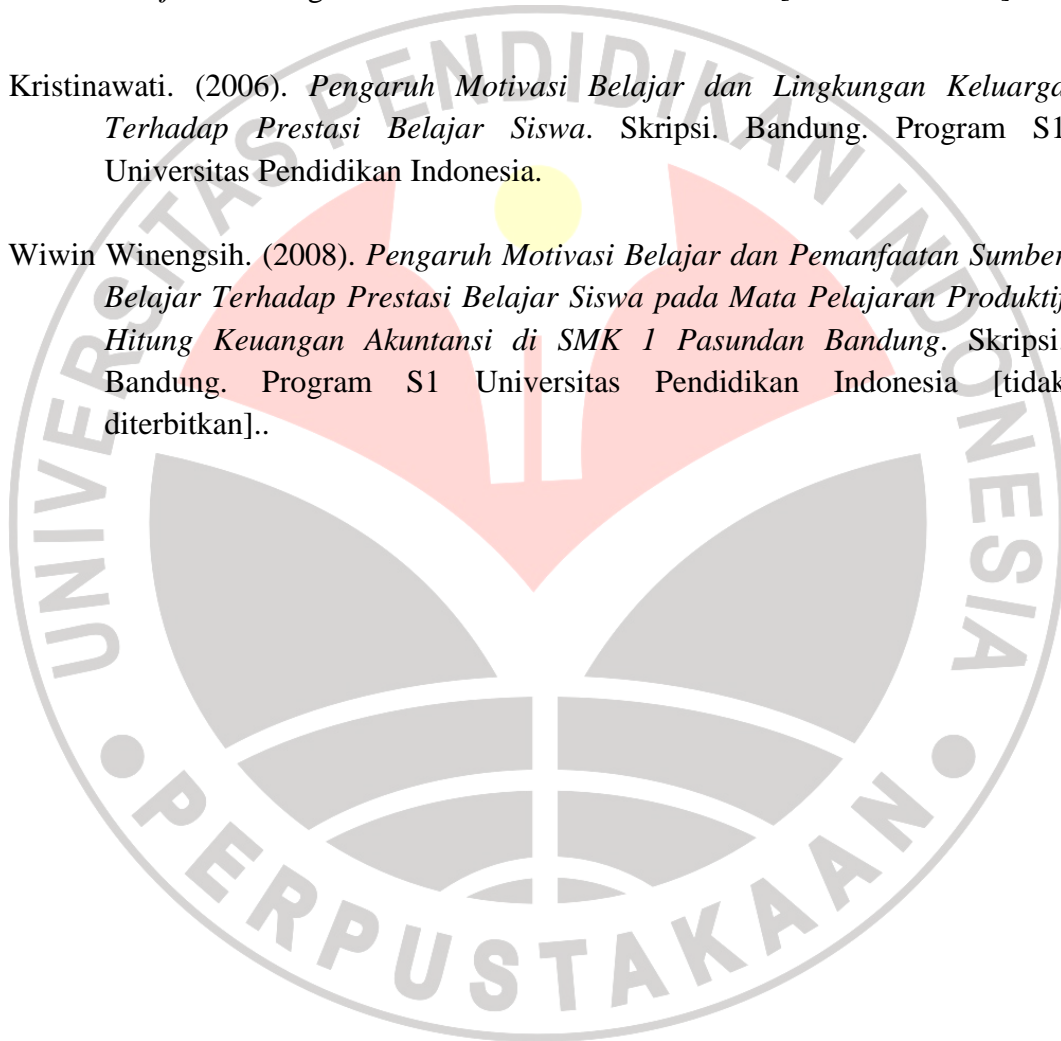 Kristinawati. (2006). Pengaruh Motivasi Belajar dan Lingkungan Keluarga
Terhadap Prestasi Belajar Siswa. Skripsi. Bandung. Program S1
Universitas Pendidikan Indonesia.
Wiwin Winengsih. (2008). Pengaruh Motivasi Belajar dan Pemanfaatan Sumber
Belajar Terhadap Prestasi Belajar Siswa pada Mata Pelajaran Produktif
Hitung Keuangan Akuntansi di SMK 1 Pasundan Bandung. Skripsi.
Bandung. Program S1 Universitas Pendidikan Indonesia [tidak
diterbitkan]..
UNIVERSITAS PENDIDIKAN INDONESIA
PERPUSTAKAAN